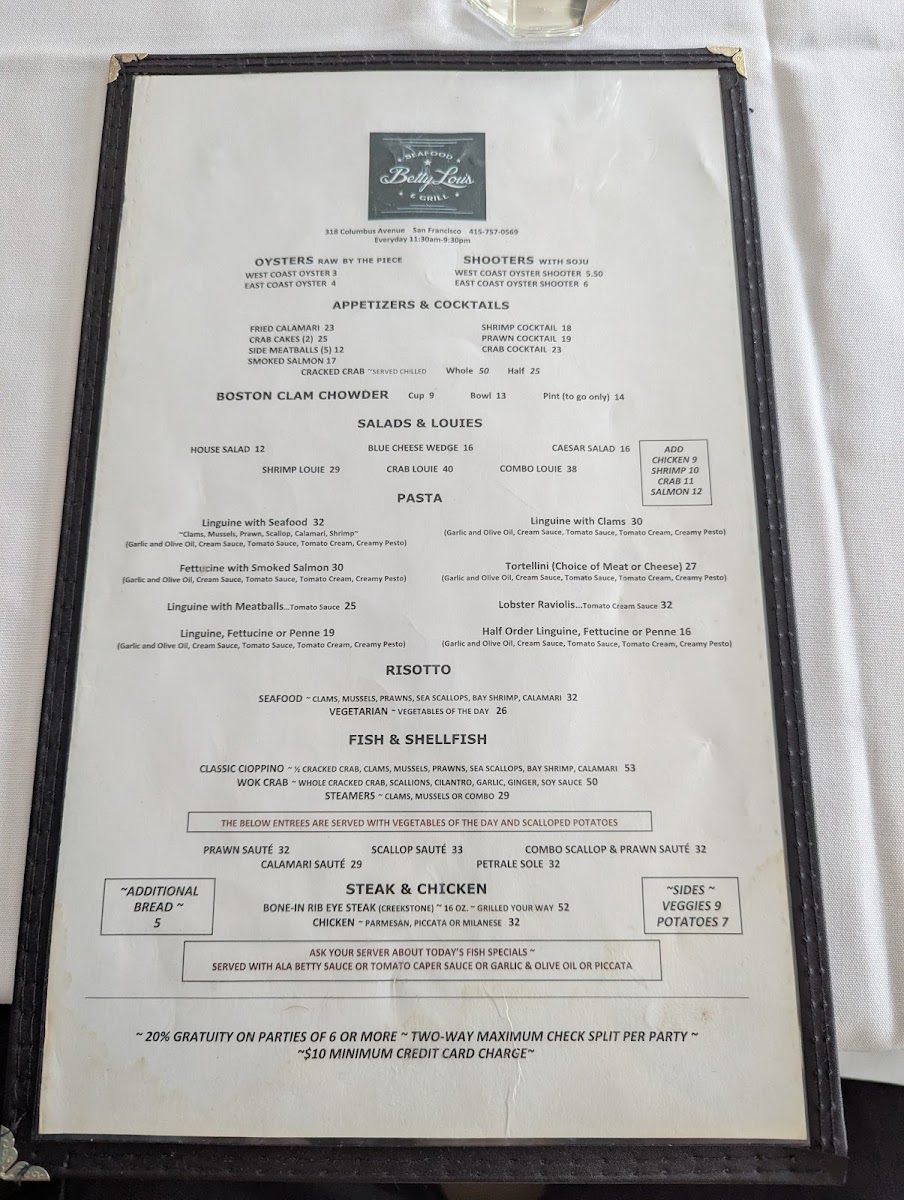 SEAFOOD
Betty Lou's
& GRILL
318 Columbus Avenue San Francisco 415-757-0569
Everyday 11:30am-9:30pm
OYSTERS RAW BY THE PIECE
WEST COAST OYSTER 3
EAST COAST OYSTER 4
SHOOTERS WITH SOJU
WEST COAST OYSTER SHOOTER 5.50
EAST COAST OYSTER SHOOTER 6
APPETIZERS & COCKTAILS
FRIED CALAMARI 23
CRAB CAKES (2) 25
SIDE MEATBALLS (5) 12
SMOKED SALMON 17
SHRIMP COCKTAIL 18
PRAWN COCKTAIL 19
CRAB COCKTAIL 23
CRACKED CRAB ~SERVED CHILLED Whole 50 Half 25
BOSTON CLAM CHOWDER Cup 9 Bowl 13 Pint (to go only) 14
SALADS & LOUIES
HOUSE SALAD 12 BLUE CHEESE WEDGE 16 CAESAR SALAD 16
SHRIMP LOUIE 29 CRAB LOUIE 40 COMBO LOUIE 38
ADD
CHICKEN 9
SHRIMP 10
CRAB 11
SALMON 12
PASTA
Linguine with Seafood 32
~Clams, Mussels, Prawn, Scallop, Calamari, Shrimp~
(Garlic and Olive Oil, Cream Sauce, Tomato Sauce, Tomato Cream, Creamy Pesto)
Linguine with Clams 30
(Garlic and Olive Oil, Cream Sauce, Tomato Sauce, Tomato Cream, Creamy Pesto)
Fettucine with Smoked Salmon 30
(Garlic and Olive Oil, Cream Sauce, Tomato Sauce, Tomato Cream, Creamy Pesto)
Tortellini (Choice of Meat or Cheese) 27
(Garlic and Olive Oil, Cream Sauce, Tomato Sauce, Tomato Cream, Creamy Pesto)
Linguine with Meatballs...Tomato Sauce 25
Lobster Raviolis...Tomato Cream Sauce 32
Linguine, Fettucine or Penne 19
(Garlic and Olive Oil, Cream Sauce, Tomato Sauce, Tomato Cream, Creamy Pesto)
Half Order Linguine, Fettucine or Penne 16
(Garlic and Olive Oil, Cream Sauce, Tomato Sauce, Tomato Cream, Creamy Pesto)
RISOTTO
SEAFOOD ~ CLAMS, MUSSELS, PRAWNS, SEA SCALLOPS, BAY SHRIMP, CALAMARI 32
VEGETARIAN ~ VEGETABLES OF THE DAY 26
FISH & SHELLFISH
CLASSIC CIOPPINO ~ ½ CRACKED CRAB, CLAMS, MUSSELS, PRAWNS, SEA SCALLOPS, BAY SHRIMP, CALAMARI 53
WOK CRAB ~ WHOLE CRACKED CRAB, SCALLIONS, CILANTRO, GARLIC, GINGER, SOY SAUCE 50
STEAMERS ~ CLAMS, MUSSELS OR COMBO 29
THE BELOW ENTREES ARE SERVED WITH VEGETABLES OF THE DAY AND SCALLOPED POTATOES
PRAWN SAUTÉ 32 SCALLOP SAUTÉ 33 COMBO SCALLOP & PRAWN SAUTÉ 32
CALAMARI SAUTÉ 29 PETRALE SOLE 32
~ADDITIONAL
BREAD ~
5
STEAK & CHICKEN
BONE-IN RIB EYE STEAK (CREEKSTONE) ~ 16 OZ. ~ GRILLED YOUR WAY 52
CHICKEN ~ PARMESAN, PICCATA OR MILANESE 32
~SIDES ~
VEGGIES 9
POTATOES 7
ASK YOUR SERVER ABOUT TODAY'S FISH SPECIALS ~
SERVED WITH ALA BETTY SAUCE OR TOMATO CAPER SAUCE OR GARLIC & OLIVE OIL OR PICCATA
~ 20% GRATUITY ON PARTIES OF 6 OR MORE ~ TWO-WAY MAXIMUM CHECK SPLIT PER PARTY ~
~$10 MINIMUM CREDIT CARD CHARGE~